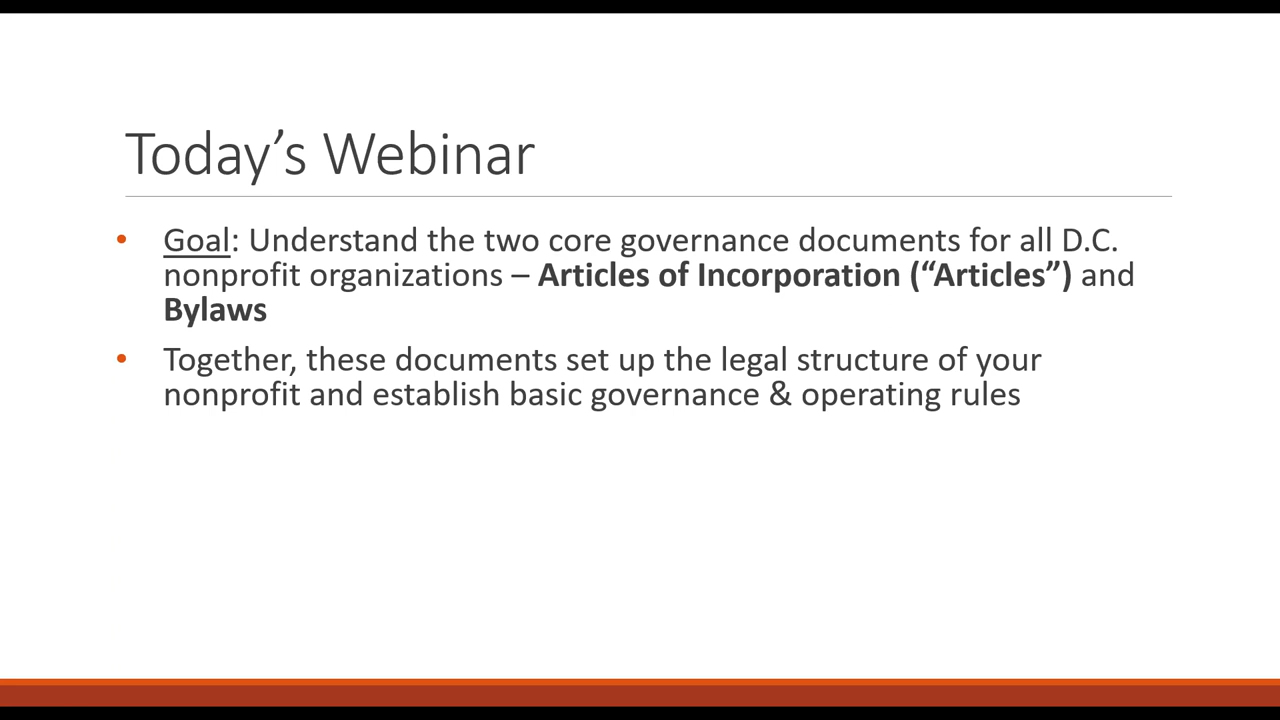 Today’s Webinar
• Goal: Understand the two core governance documents for all D.C.
nonprofit organizations – Articles of Incorporation (“Articles”) and
Bylaws
• Together, these documents set up the legal structure of your
nonprofit and establish basic governance & operating rules